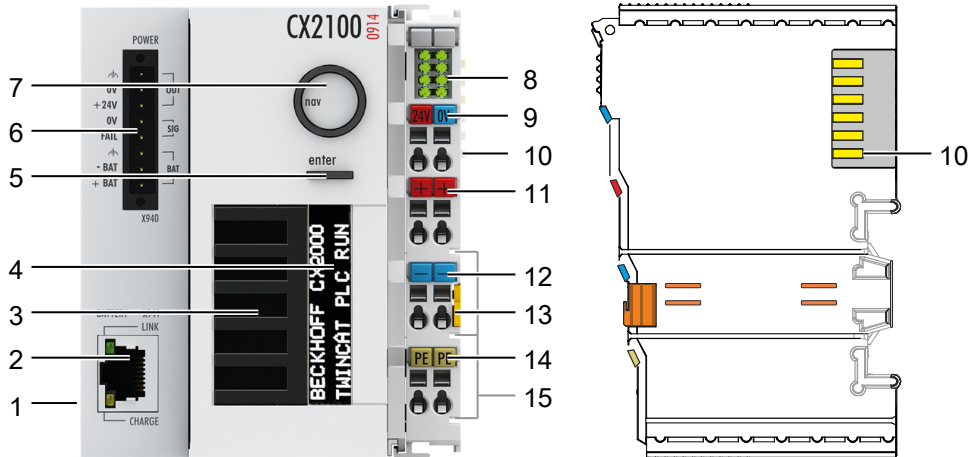 CX2100 0914
POWER
0V
OUT
+24V
0V
SIG
FAIL
- BAT
BAT
+ BAT
X940
nav
enter
24V 0V
+ +
− −
PE PE
BECKHOFF CX2000
TWINCAT PLC RUN
LINK
CHARGE
7
6
5
4
3
2
1
8
9
10
11
12
13
14
15
10